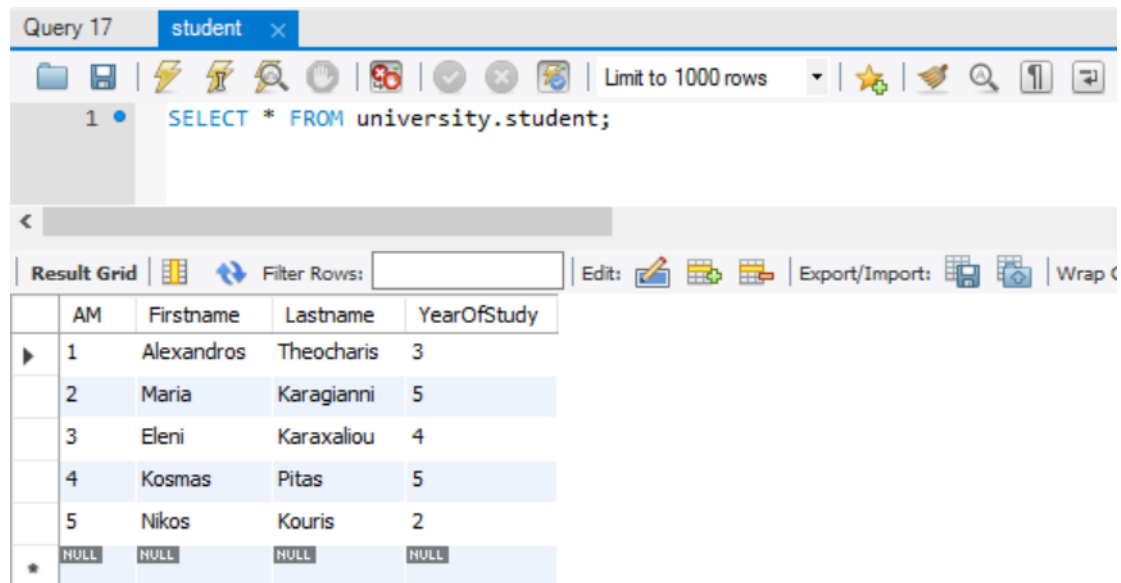 Query 17 student ×
Limit to 1000 rows
1 SELECT * FROM university.student;
Result Grid Filter Rows: Edit: Export/Import: Wrap C
AM Firstname Lastname YearOfStudy
1 Alexandros Theocharis 3
2 Maria Karagianni 5
3 Eleni Karaxaliou 4
4 Kosmas Pitas 5
5 Nikos Kouris 2
NULL NULL NULL NULL